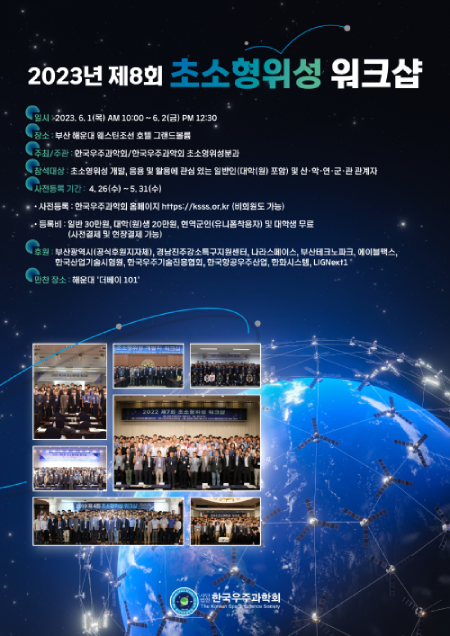 2023년 제8회 초소형위성 워크샵
일시 : 2023. 6. 1(목) AM 10:00 ~ 6. 2(금) PM 12:30
장소 : 부산 해운대 웨스틴조선 호텔 그랜드볼룸
주최/주관 : 한국우주과학회/한국우주과학회 초소형위성분과
참석대상 : 초소형위성 개발, 응용 및 활용에 관심 있는 일반인(대학(원) 포함) 및 산·학·연·군·관 관계자
사전등록 기간 : 4. 26(수) ~ 5. 31(수)
• 사전등록 : 한국우주과학회 홈페이지 https://ksss.or.kr (비회원도 가능)
• 등록비 : 일반 30만원, 대학(원)생 20만원, 현역군인(유니폼착용자) 및 대학생 무료
(사전결제 및 현장결제 가능)
후원 : 부산광역시(공식후원지자체), 경남진주강소특구지원센터, 나라스페이스, 부산테크노파크, 에이블맥스,
한국산업기술시험원, 한국우주기술진흥협회, 한국항공우주산업, 한화시스템, LIGNex1
만찬 장소 : 해운대 "더베이 101"
초소형위성 개발자 워크샵
2022 제7회 초소형위성 워크샵
사단법인 한국우주과학회
The Korean Space Science Society